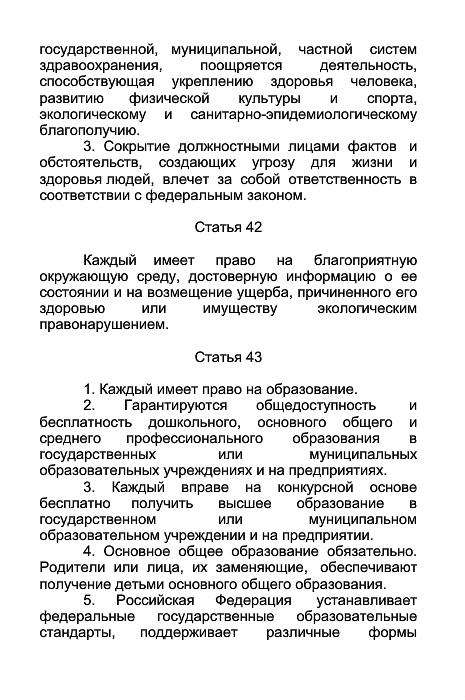 государственной, муниципальной, частной систем
здравоохранения, поощряется деятельность,
способствующая укреплению здоровья человека,
развитию физической культуры и спорта,
экологическому и санитарно-эпидемиологическому
благополучию.
3. Сокрытие должностными лицами фактов и
обстоятельств, создающих угрозу для жизни и
здоровья людей, влечет за собой ответственность в
соответствии с федеральным законом.
Статья 42
Каждый имеет право на благоприятную
окружающую среду, достоверную информацию о ее
состоянии и на возмещение ущерба, причиненного его
здоровью или имуществу экологическим
правонарушением.
Статья 43
1. Каждый имеет право на образование.
2. Гарантируются общедоступность и
бесплатность дошкольного, основного общего и
среднего профессионального образования в
государственных или муниципальных
образовательных учреждениях и на предприятиях.
3. Каждый вправе на конкурсной основе
бесплатно получить высшее образование в
государственном или муниципальном
образовательном учреждении и на предприятии.
4. Основное общее образование обязательно.
Родители или лица, их заменяющие, обеспечивают
получение детьми основного общего образования.
5. Российская Федерация устанавливает
федеральные государственные образовательные
стандарты, поддерживает различные формы